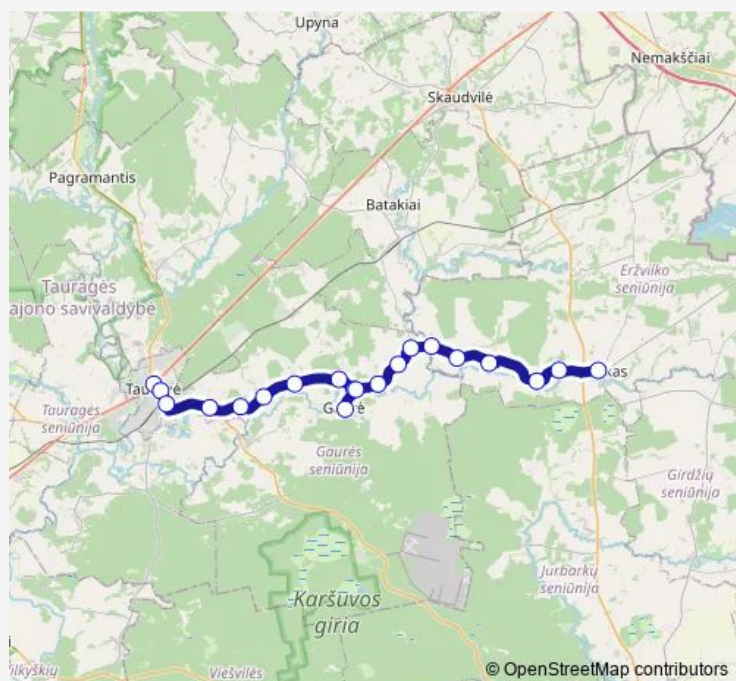 Upyna
Nemakščiai
Skaudvilė
Pagramantis
Batakiai
Tauragės
ajono savivaldybė
Eržvilko
seniūnija
Tauragės
seniūnija
Gaurės
seniūnija
Girdžių
seniūnija
Jurbarkų
seniūnija
Karšuvos
giria
Viešvilės
© OpenStreetMap contributors